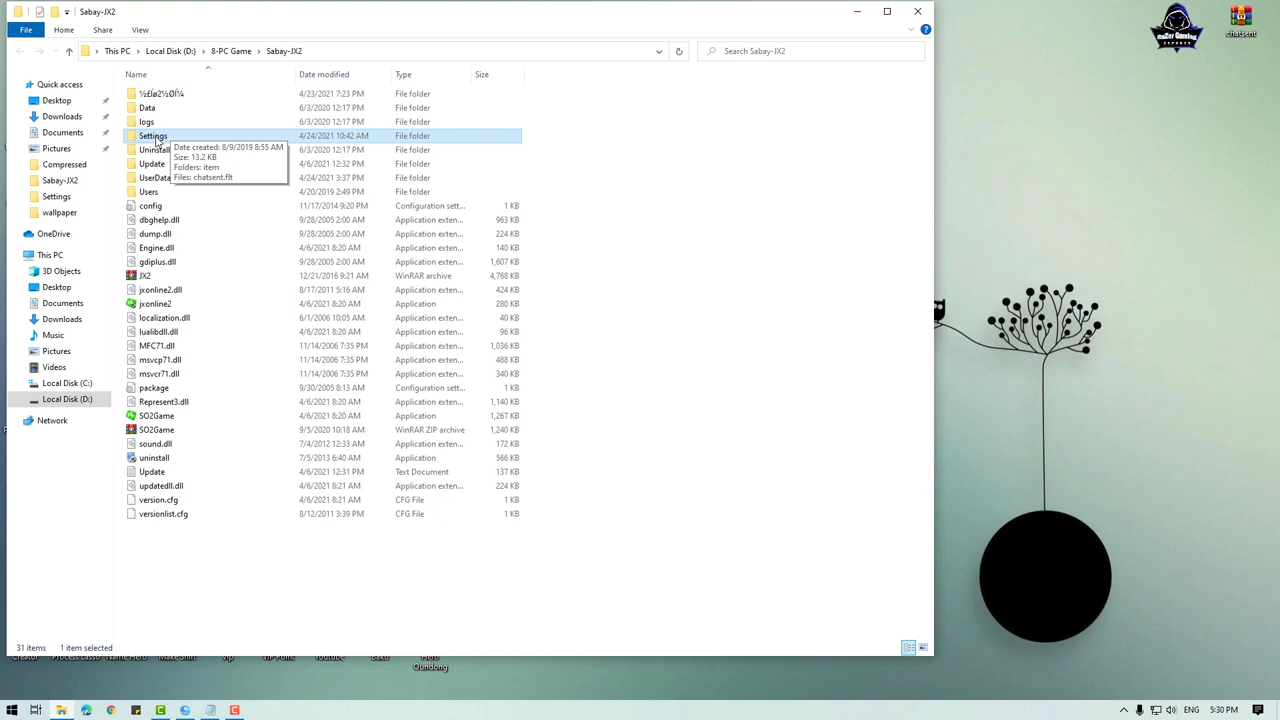 Sabay-JX2
File Home Share View
This PC Local Disk (D:) 8-PC Game Sabay-JX2 Search Sabay-JX2
Name Date modified Type Size
Quick access
Desktop
Downloads
Documents
Pictures
Compressed
Sabay-JX2
Settings
wallpaper
OneDrive
This PC
3D Objects
Desktop
Documents
Downloads
Music
Pictures
Videos
Local Disk (C:)
Local Disk (D:)
Network
½£Íø2½ØÍ¼ 4/23/2021 7:23 PM File folder
Data 6/3/2020 12:17 PM File folder
logs 6/3/2020 12:17 PM File folder
Settings 4/24/2021 10:42 AM File folder
Uninstall 6/3/2020 12:17 PM File folder
Update 4/6/2021 12:32 PM File folder
UserData 4/24/2021 3:37 PM File folder
Users 4/20/2019 2:49 PM File folder
config 11/17/2014 9:20 PM Configuration sett... 1 KB
dbghelp.dll 9/28/2005 2:00 AM Application exten... 963 KB
dump.dll 9/28/2005 2:00 AM Application exten... 224 KB
Engine.dll 4/6/2021 8:20 AM Application exten... 140 KB
gdiplus.dll 9/28/2005 2:00 AM Application exten... 1,607 KB
JX2 12/21/2016 9:21 AM WinRAR archive 4,768 KB
jxonline2.dll 8/17/2011 5:16 AM Application exten... 424 KB
jxonline2 4/6/2021 8:20 AM Application 280 KB
localization.dll 6/1/2006 10:05 AM Application exten... 40 KB
lualibdll.dll 4/6/2021 8:20 AM Application exten... 96 KB
MFC71.dll 11/14/2006 7:35 PM Application exten... 1,036 KB
msvcp71.dll 11/14/2006 7:35 PM Application exten... 488 KB
msvcr71.dll 11/14/2006 7:35 PM Application exten... 340 KB
package 9/30/2005 8:13 AM Configuration sett... 1 KB
Represent3.dll 4/6/2021 8:20 AM Application exten... 1,140 KB
SO2Game 4/6/2021 8:20 AM Application 1,267 KB
SO2Game 9/5/2020 10:18 AM WinRAR ZIP archive 1,240 KB
sound.dll 7/4/2012 12:33 AM Application exten... 172 KB
uninstall 7/5/2013 6:40 AM Application 566 KB
Update 4/6/2021 12:31 PM Text Document 137 KB
updatedll.dll 4/6/2021 8:21 AM Application exten... 224 KB
version.cfg 4/6/2021 8:21 AM CFG File 1 KB
versionlist.cfg 8/12/2011 3:39 PM CFG File 1 KB
Date created: 8/9/2019 8:55 AM
Size: 13.2 KB
Folders: item
Files: chatsent.flt
31 items 1 item selected
chatsent
Oundong
ENG 5:30 PM